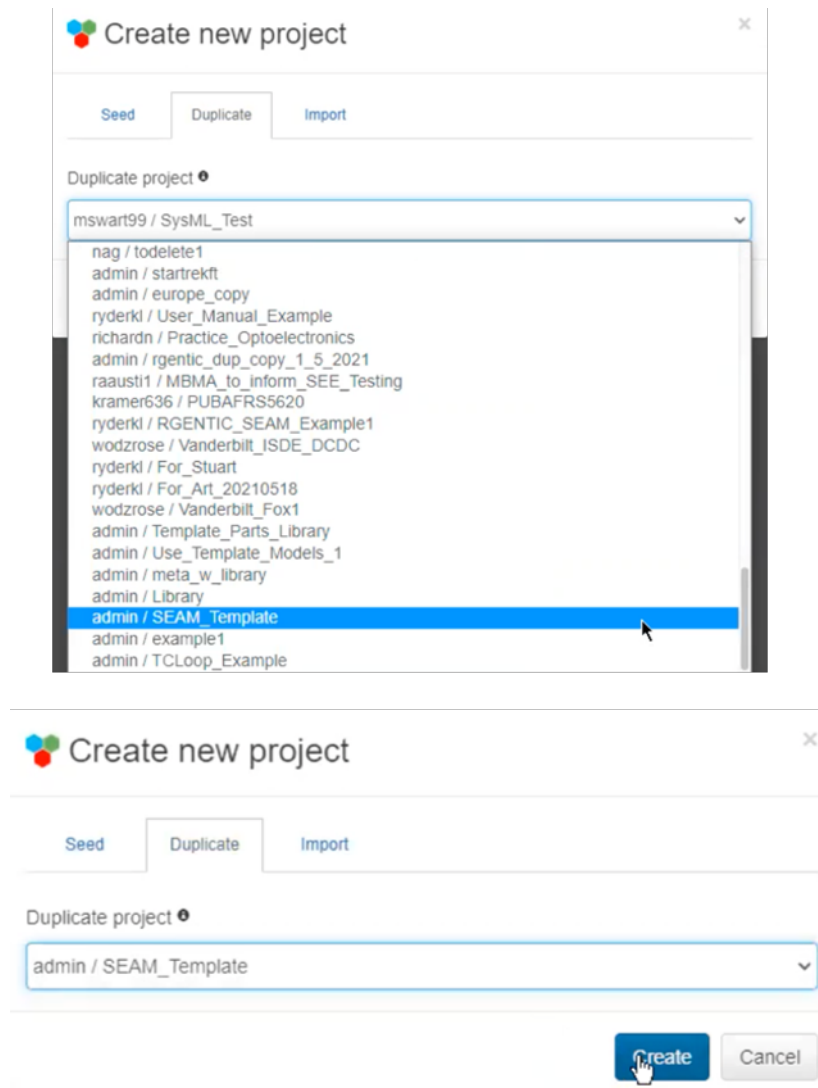 Create new project
×
Seed Duplicate Import
Duplicate project
mswart99 / SysML_Test
nag / todelete1
admin / startrekft
admin / europe_copy
ryderkl / User_Manual_Example
richardn / Practice_Optoelectronics
admin / rgentic_dup_copy_1_5_2021
raausti1 / MBMA_to_inform_SEE_Testing
kramer636 / PUBAFRS5620
ryderkl / RGENTIC_SEAM_Example1
wodzrose / Vanderbilt_ISDE_DCDC
ryderkl / For_Stuart
ryderkl / For_Art_20210518
wodzrose / Vanderbilt_Fox1
admin / Template_Parts_Library
admin / Use_Template_Models_1
admin / meta_w_library
admin / Library
admin / SEAM_Template
admin / example1
admin / TCLoop_Example
Create new project
×
Seed Duplicate Import
Duplicate project
admin / SEAM_Template
Create Cancel